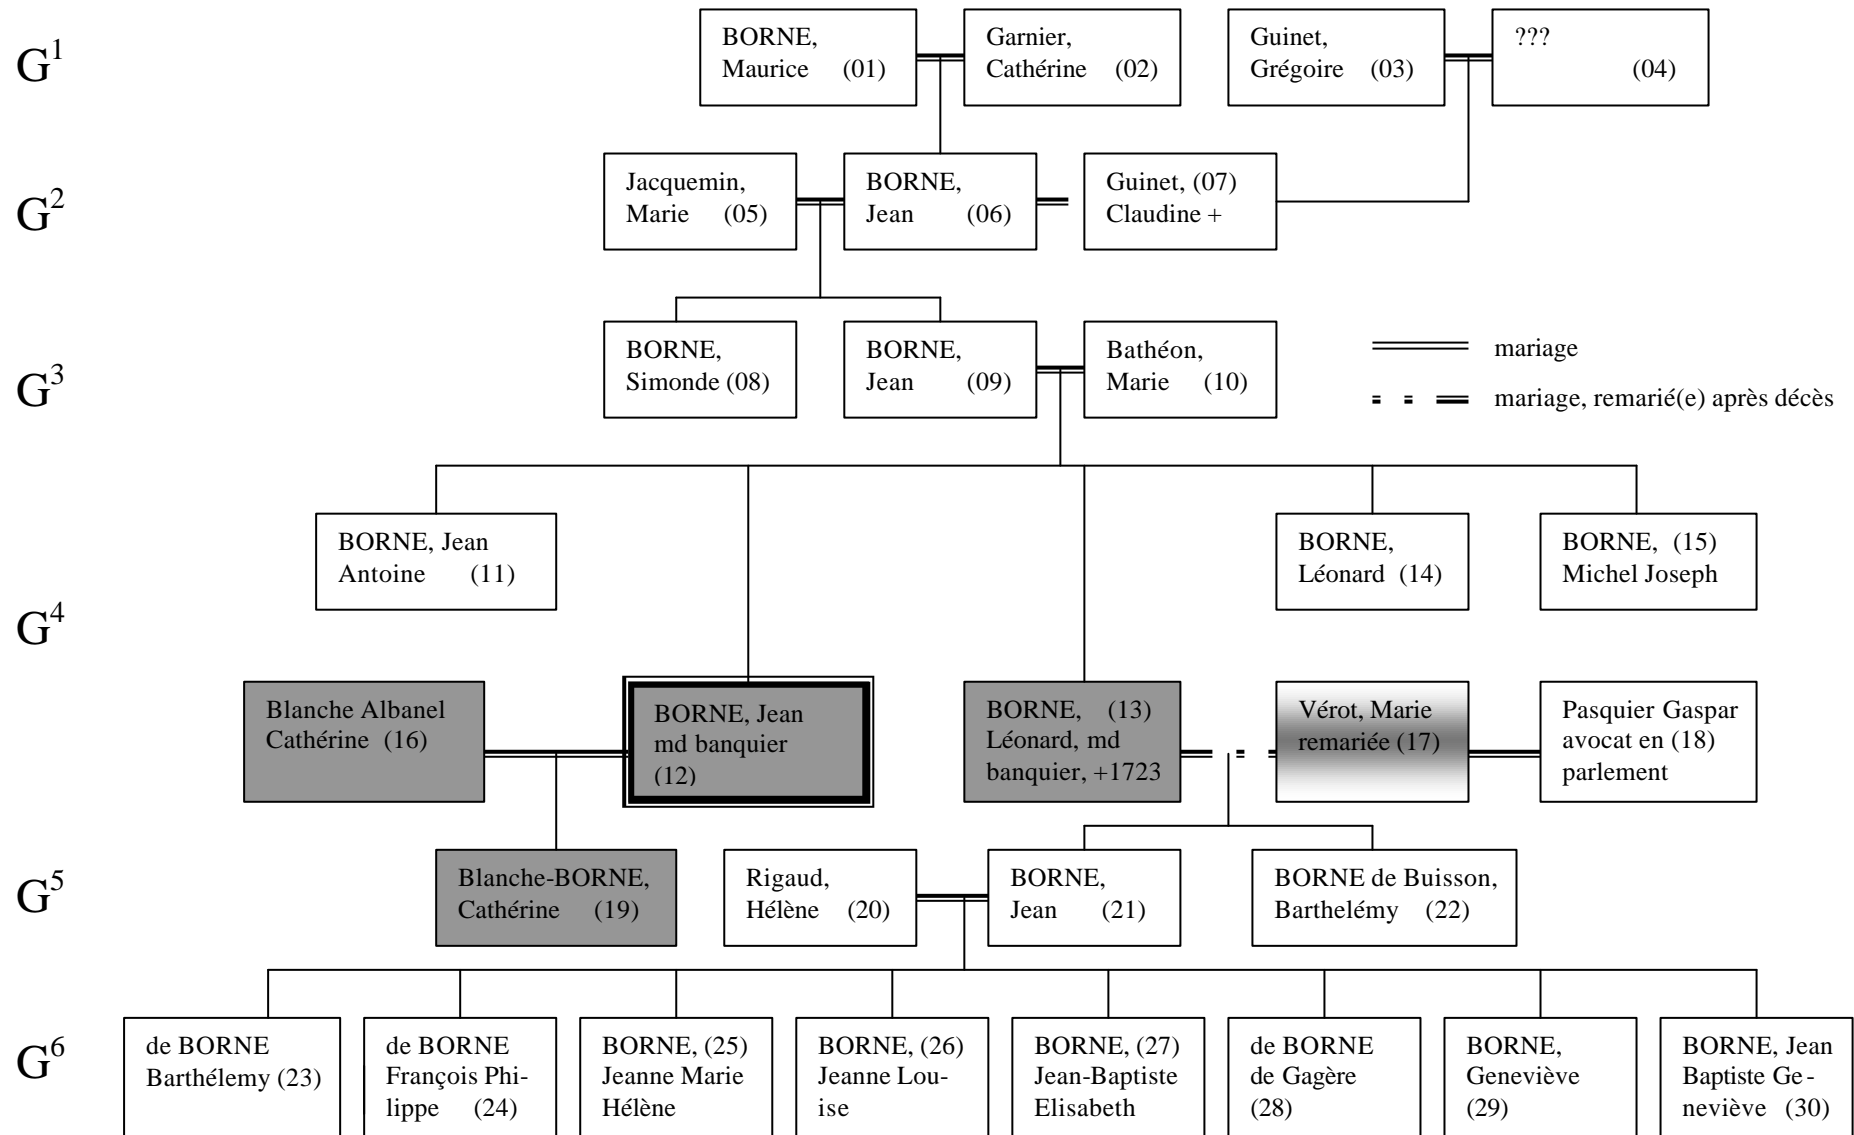 G¹
BORNE,
Maurice (01)
Garnier,
Cathérine (02)
Guinet,
Grégoire (03)
???
(04)
G²
Jacquemin,
Marie (05)
BORNE,
Jean (06)
Guinet, (07)
Claudine +
G³
BORNE,
Simonde (08)
BORNE,
Jean (09)
Bathéon,
Marie (10)
mariage
mariage, remarié(e) après décès
G⁴
BORNE, Jean
Antoine (11)
BORNE,
Léonard (14)
BORNE, (15)
Michel Joseph
Blanche Albanel
Cathérine (16)
BORNE, Jean
md banquier
(12)
BORNE, (13)
Léonard, md
banquier, +1723
Vérot, Marie
remariée (17)
Pasquier Gaspar
avocat en (18)
parlement
G⁵
Blanche-BORNE,
Cathérine (19)
Rigaud,
Hélène (20)
BORNE,
Jean (21)
BORNE de Buisson,
Barthelémy (22)
G⁶
de BORNE
Barthélemy (23)
de BORNE
François Phi-
lippe (24)
BORNE, (25)
Jeanne Marie
Hélène
BORNE, (26)
Jeanne Lou-
ise
BORNE, (27)
Jean-Baptiste
Elisabeth
de BORNE
de Gagère
(28)
BORNE,
Geneviève
(29)
BORNE, Jean
Baptiste Ge-
neviève (30)